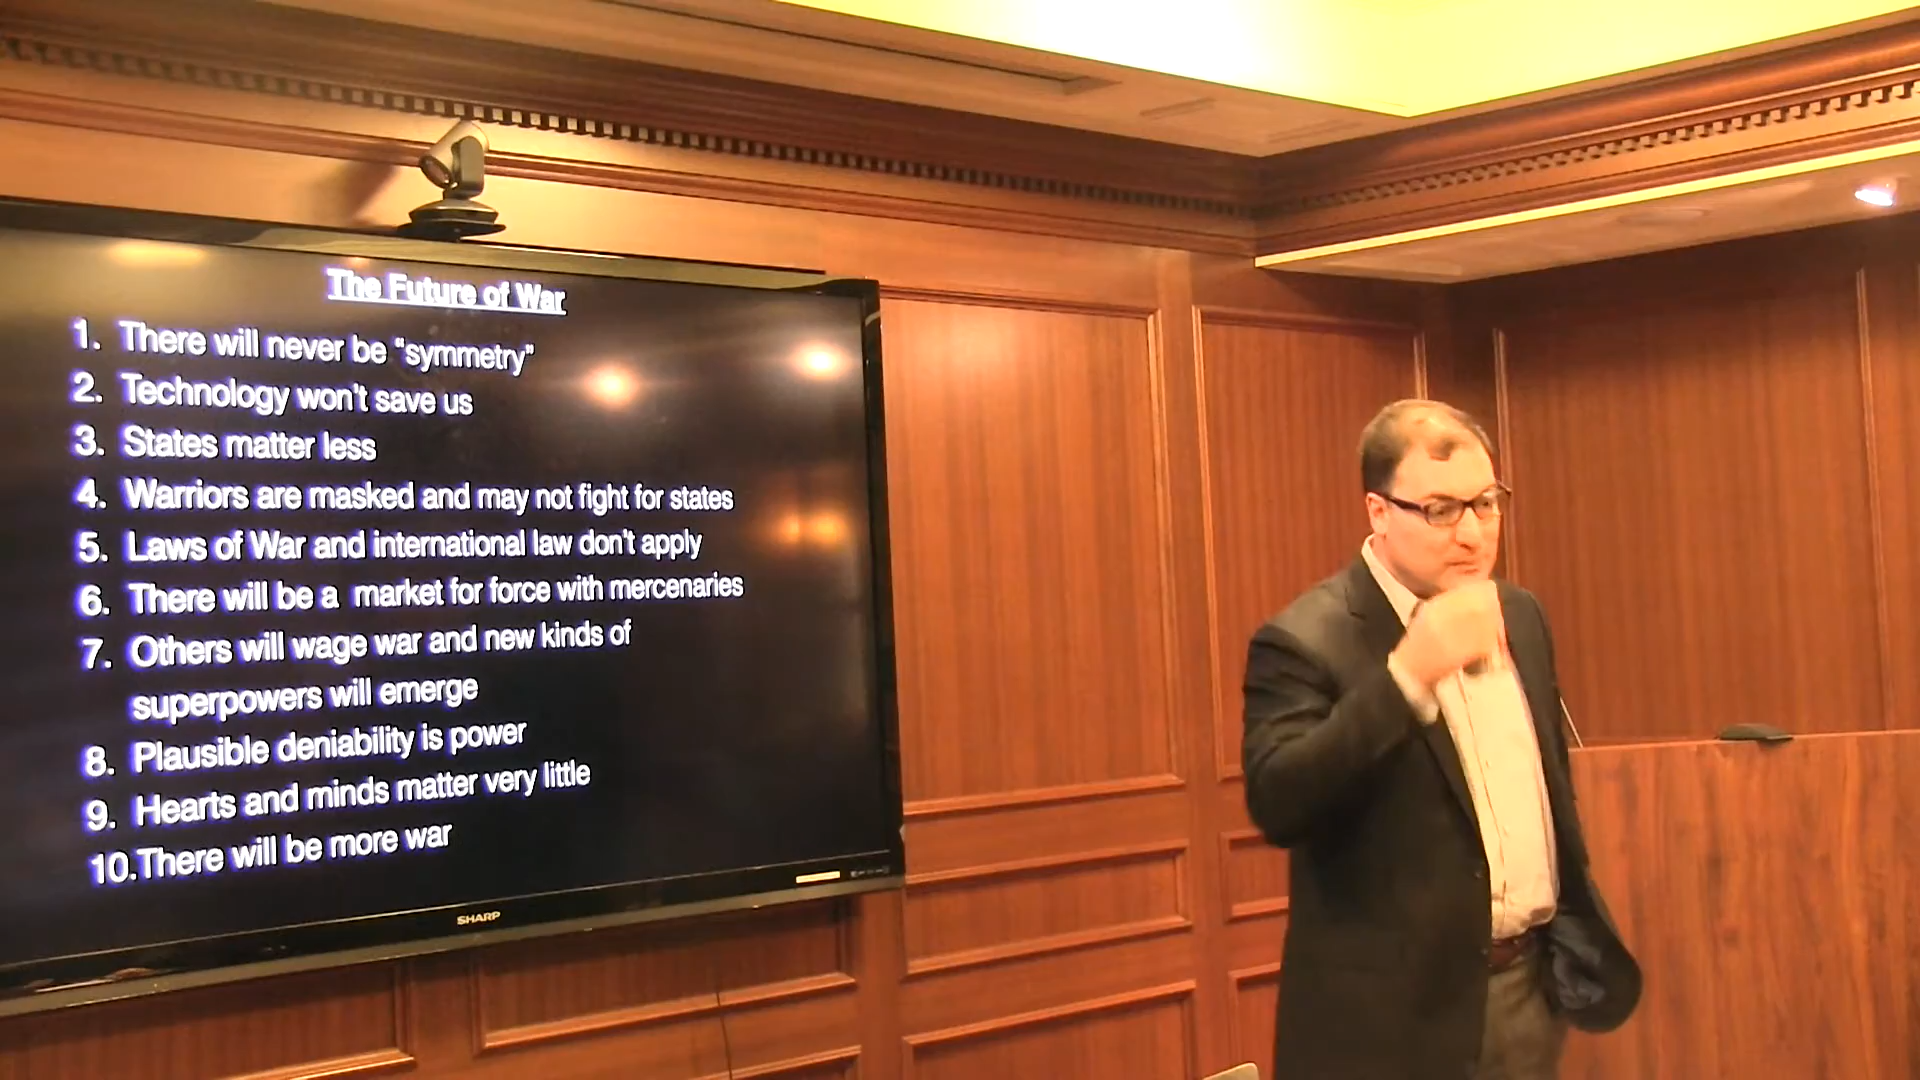 The Future of War
1. There will never be “symmetry”
2. Technology won't save us
3. States matter less
4. Warriors are masked and may not fight for states
5. Laws of War and international law don't apply
6. There will be a market for force with mercenaries
7. Others will wage war and new kinds of
superpowers will emerge
8. Plausible deniability is power
9. Hearts and minds matter very little
10.There will be more war
SHARP